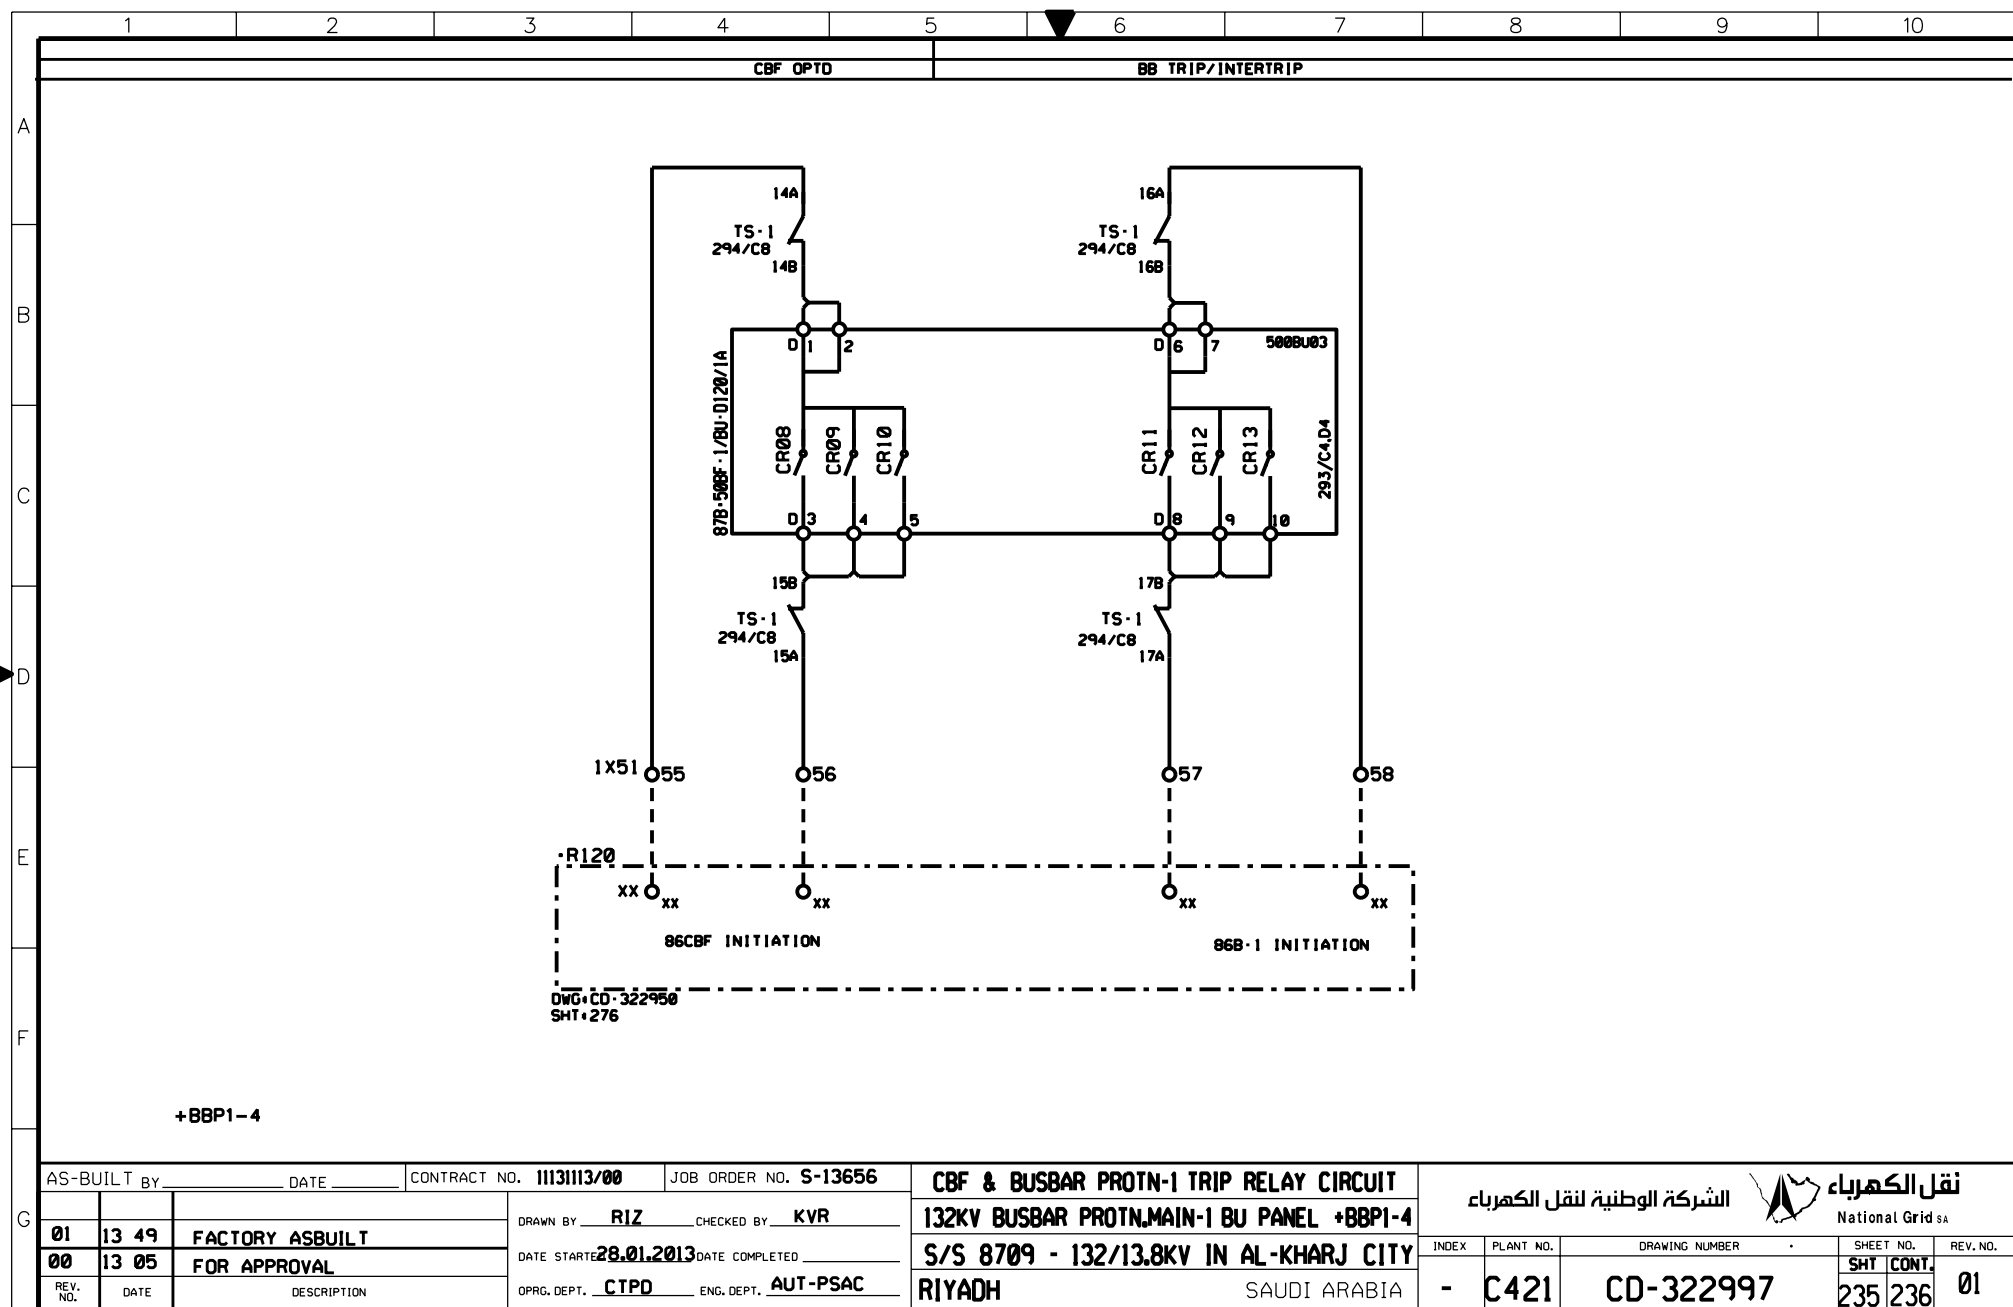 1 2 3 4 5 6 7 8 9 10
CBF OPTD
BB TRIP/INTERTRIP
A
B
C
D
E
F
G
14A
TS-1
294/C8
14B
16A
TS-1
294/C8
16B
D 1 2
D 6 7
500BU03
87B-50BF-1/BU-D120/1A
CR08 CR09 CR10
CR11 CR12 CR13
293/C4,D4
D 3 4 5
D 8 9 10
15B
TS-1
294/C8
15A
17B
TS-1
294/C8
17A
1X51 55 56 57 58
-R120
XX XX XX XX XX
86CBF INITIATION
86B-1 INITIATION
DWG:CD-322950
SHT:276
+BBP1-4
AS-BUILT BY DATE
CONTRACT NO. 11131113/00
JOB ORDER NO. S-13656
01 13 49 FACTORY ASBUILT
00 13 05 FOR APPROVAL
REV. NO. DATE DESCRIPTION
DRAWN BY RIZ CHECKED BY KVR
DATE STARTE 28.01.2013 DATE COMPLETED
OPRG. DEPT. CTPD ENG. DEPT. AUT-PSAC
CBF & BUSBAR PROTN-1 TRIP RELAY CIRCUIT
132KV BUSBAR PROTN.MAIN-1 BU PANEL +BBP1-4
S/S 8709 - 132/13.8KV IN AL-KHARJ CITY
RIYADH SAUDI ARABIA
الشركة الوطنية لنقل الكهرباء
نقل الكهرباء
National Grid SA
INDEX PLANT NO. DRAWING NUMBER SHEET NO. REV. NO.
SHT CONT.
- C421 CD-322997 235 236 01